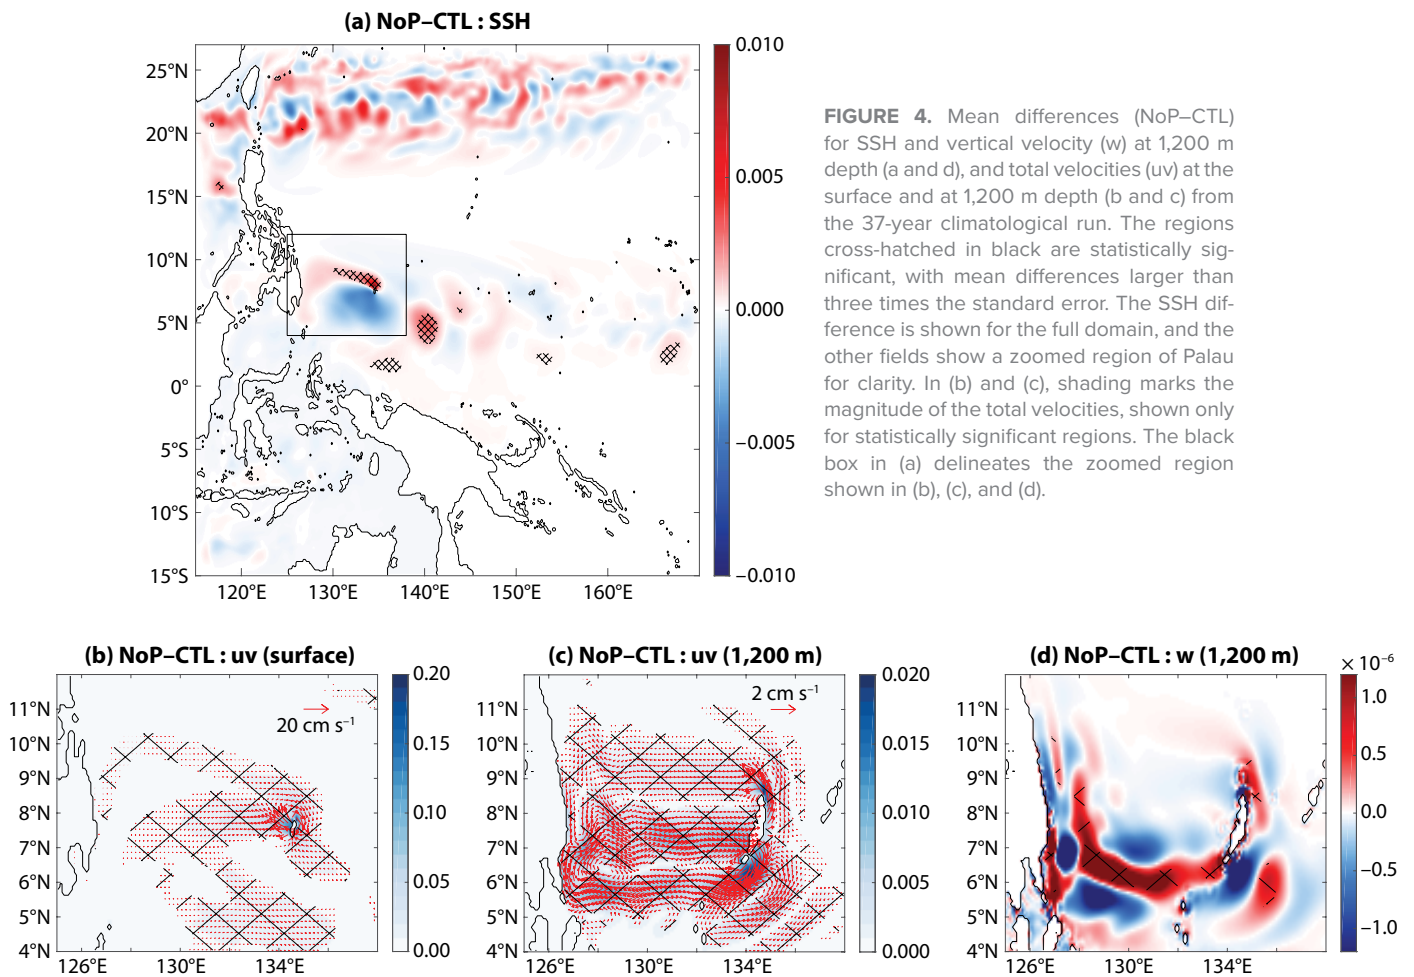 (a) NoP–CTL : SSH
25°N
20°N
15°N
10°N
5°N
0°
5°S
10°S
15°S
120°E
130°E
140°E
150°E
160°E
0.010
0.005
0.000
−0.005
−0.010
FIGURE 4. Mean differences (NoP–CTL)
for SSH and vertical velocity (w) at 1,200 m
depth (a and d), and total velocities (uv) at the
surface and at 1,200 m depth (b and c) from
the 37-year climatological run. The regions
cross-hatched in black are statistically sig-
nificant, with mean differences larger than
three times the standard error. The SSH dif-
ference is shown for the full domain, and the
other fields show a zoomed region of Palau
for clarity. In (b) and (c), shading marks the
magnitude of the total velocities, shown only
for statistically significant regions. The black
box in (a) delineates the zoomed region
shown in (b), (c), and (d).
(b) NoP–CTL : uv (surface)
20 cm s⁻¹
11°N
10°N
9°N
8°N
7°N
6°N
5°N
4°N
126°E
130°E
134°E
0.20
0.15
0.10
0.05
0.00
(c) NoP–CTL : uv (1,200 m)
2 cm s⁻¹
11°N
10°N
9°N
8°N
7°N
6°N
5°N
4°N
126°E
130°E
134°E
0.020
0.015
0.010
0.005
0.000
(d) NoP–CTL : w (1,200 m)
11°N
10°N
9°N
8°N
7°N
6°N
5°N
4°N
126°E
130°E
134°E
× 10⁻⁶
1.0
0.5
0.0
−0.5
−1.0